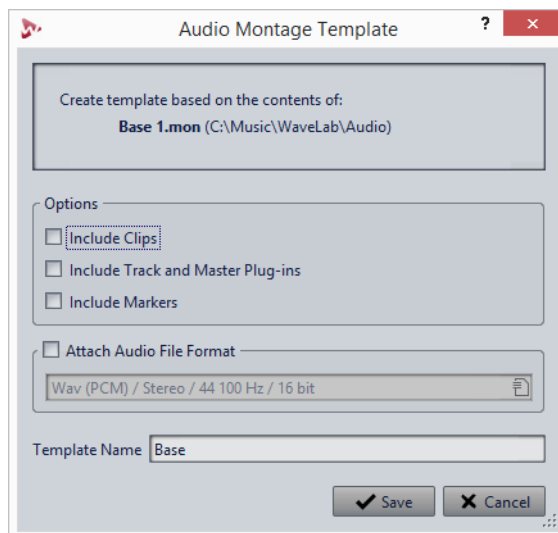 Audio Montage Template
?
Create template based on the contents of:
Base 1.mon (C:\Music\WaveLab\Audio)
Options
Include Clips
Include Track and Master Plug-ins
Include Markers
Attach Audio File Format
Wav (PCM) / Stereo / 44 100 Hz / 16 bit
Template Name Base
Save Cancel